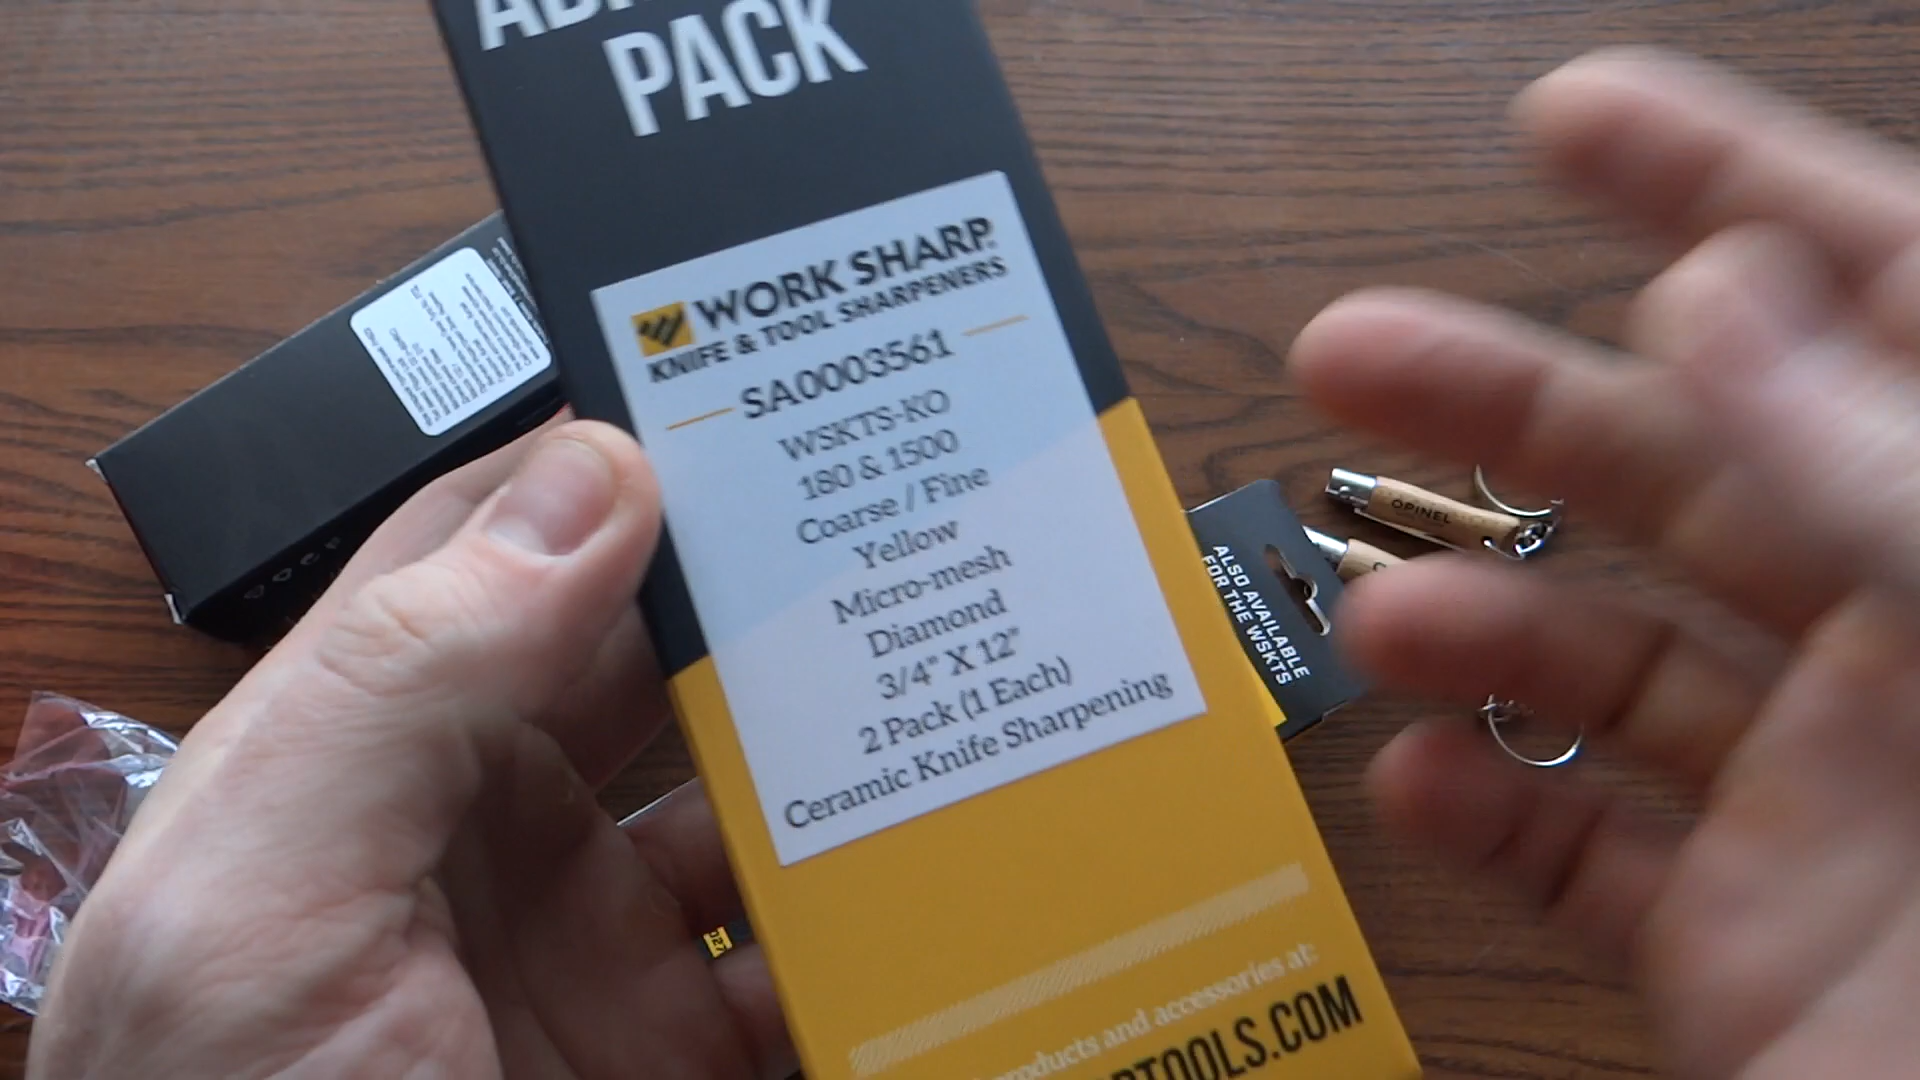 PACK
WORK SHARP
KNIFE & TOOL SHARPENERS
SA0003561
WSKTS-KO
180 & 1500
Coarse / Fine
Yellow
Micro-mesh
Diamond
3/4" X 12"
2 Pack (1 Each)
Ceramic Knife Sharpening
products and accessories at:
TOOLS.COM
ALSO AVAILABLE
FOR THE WSKTS
OPINEL